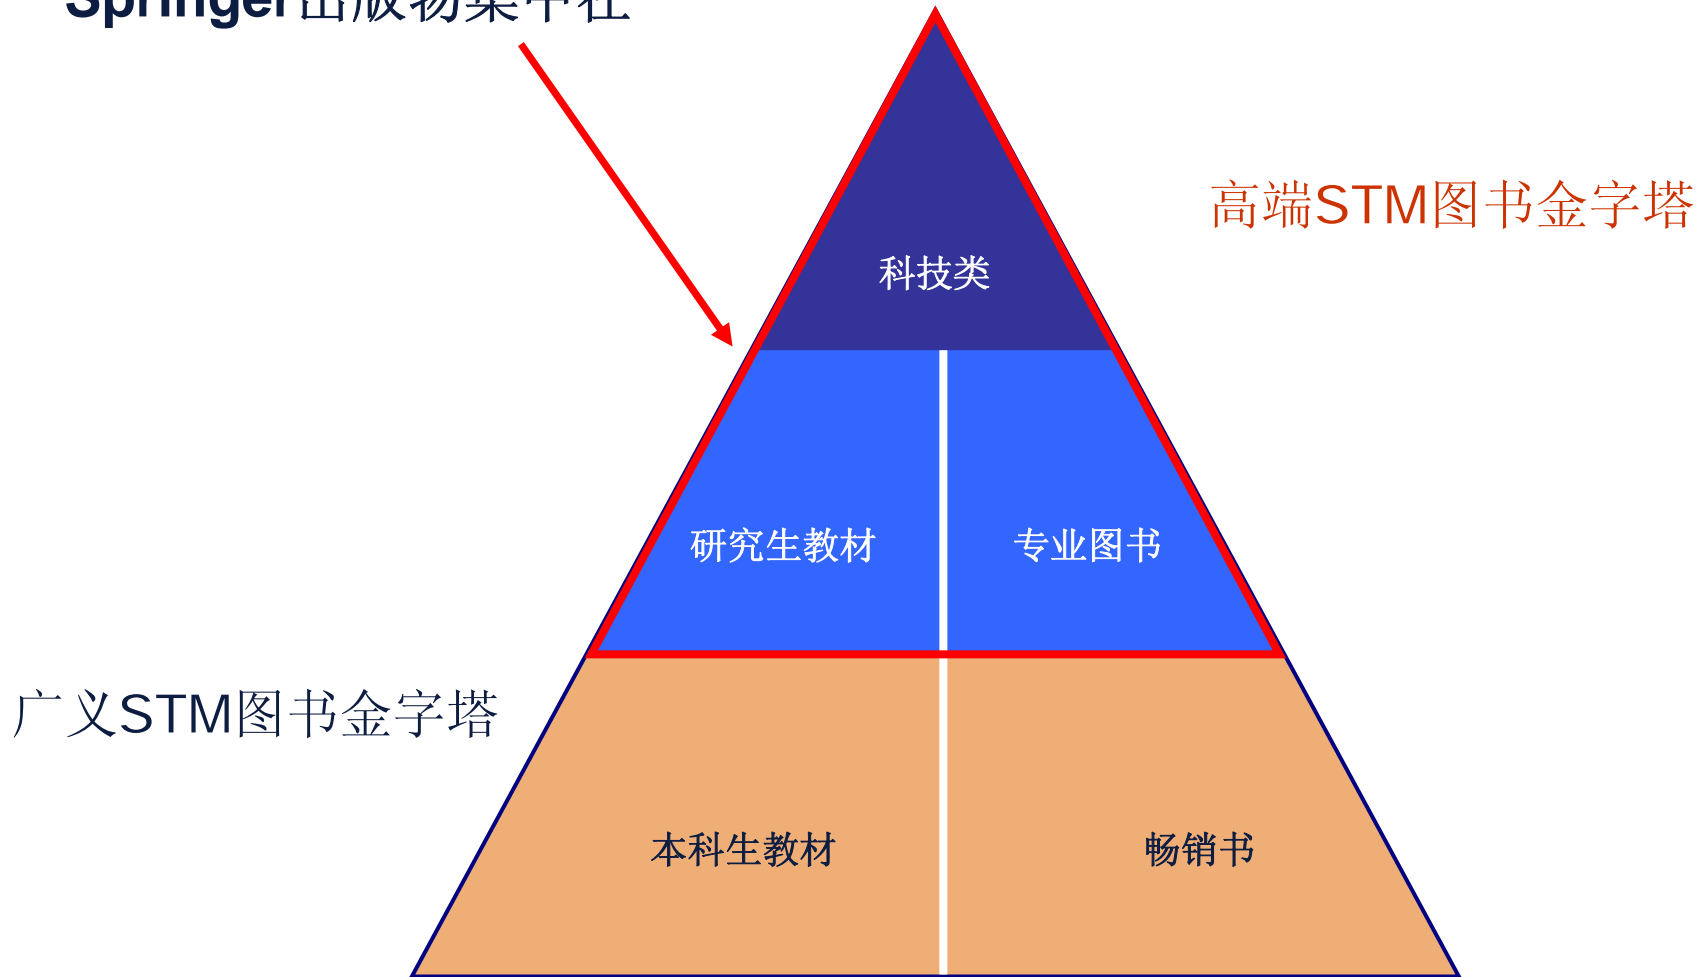 Springer出版物集中在
高端STM图书金字塔
科技类
研究生教材
专业图书
广义STM图书金字塔
本科生教材
畅销书